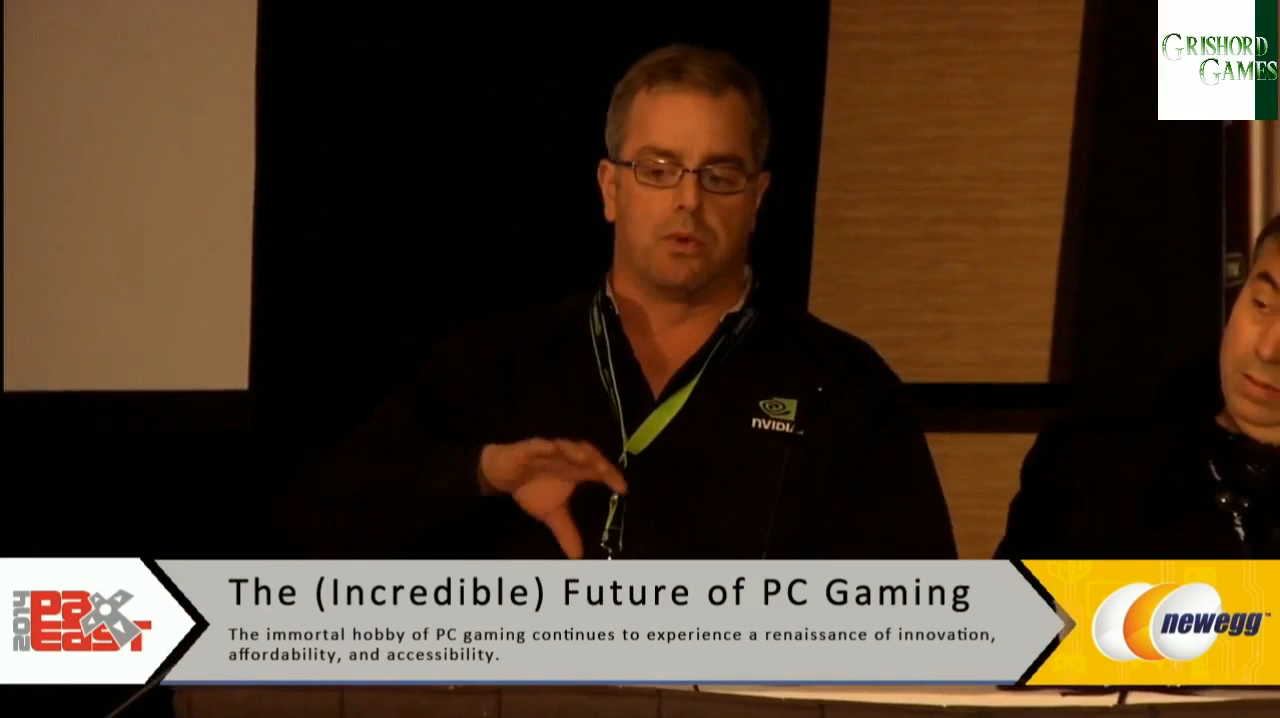 GRISHORD
GAMES
nVIDIA
The (Incredible) Future of PC Gaming
2014
Pax
East
The immortal hobby of PC gaming continues to experience a renaissance of innovation,
affordability, and accessibility.
newegg™